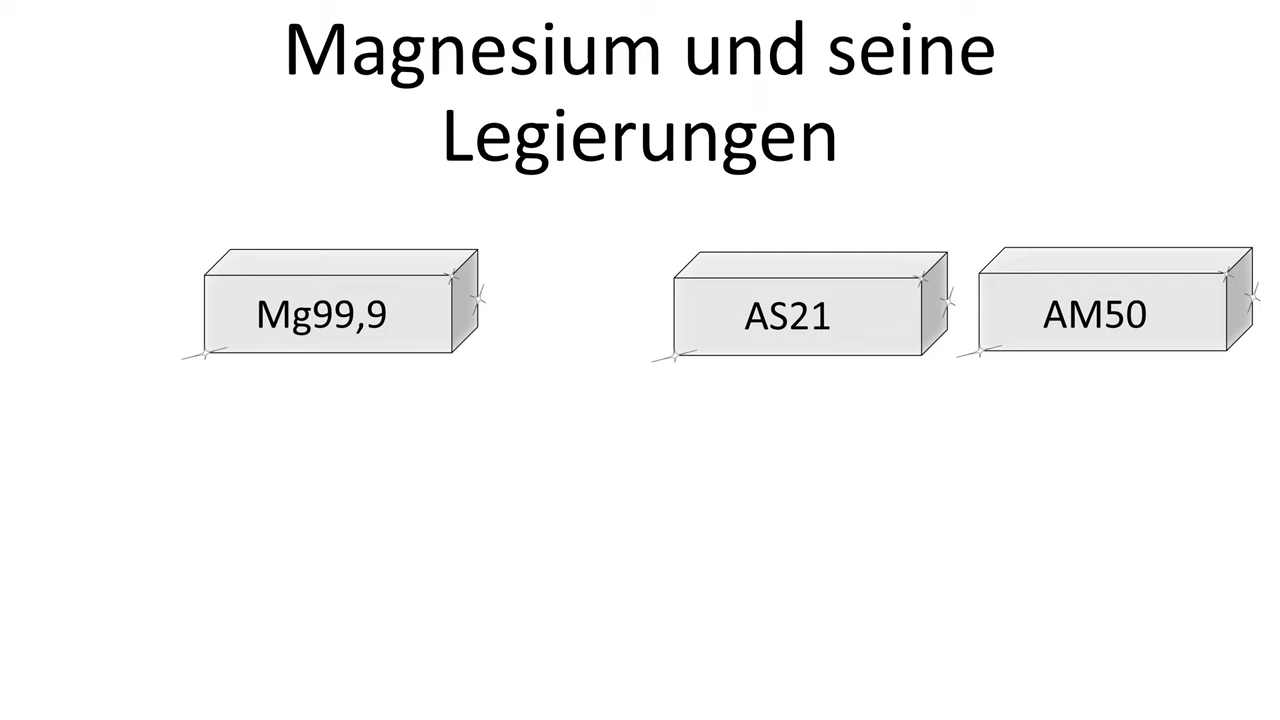 Magnesium und seine
Legierungen
Mg99,9
AS21
AM50